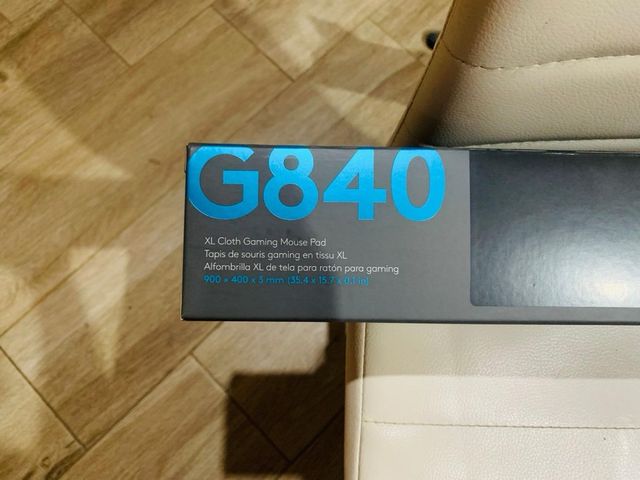 G840
XL Cloth Gaming Mouse Pad
Tapis de souris gaming en tissu XL
Alfombrilla XL de tela para ratón para gaming
900 × 400 x 3 mm (35.4 x 15.7 x 0.1 in)